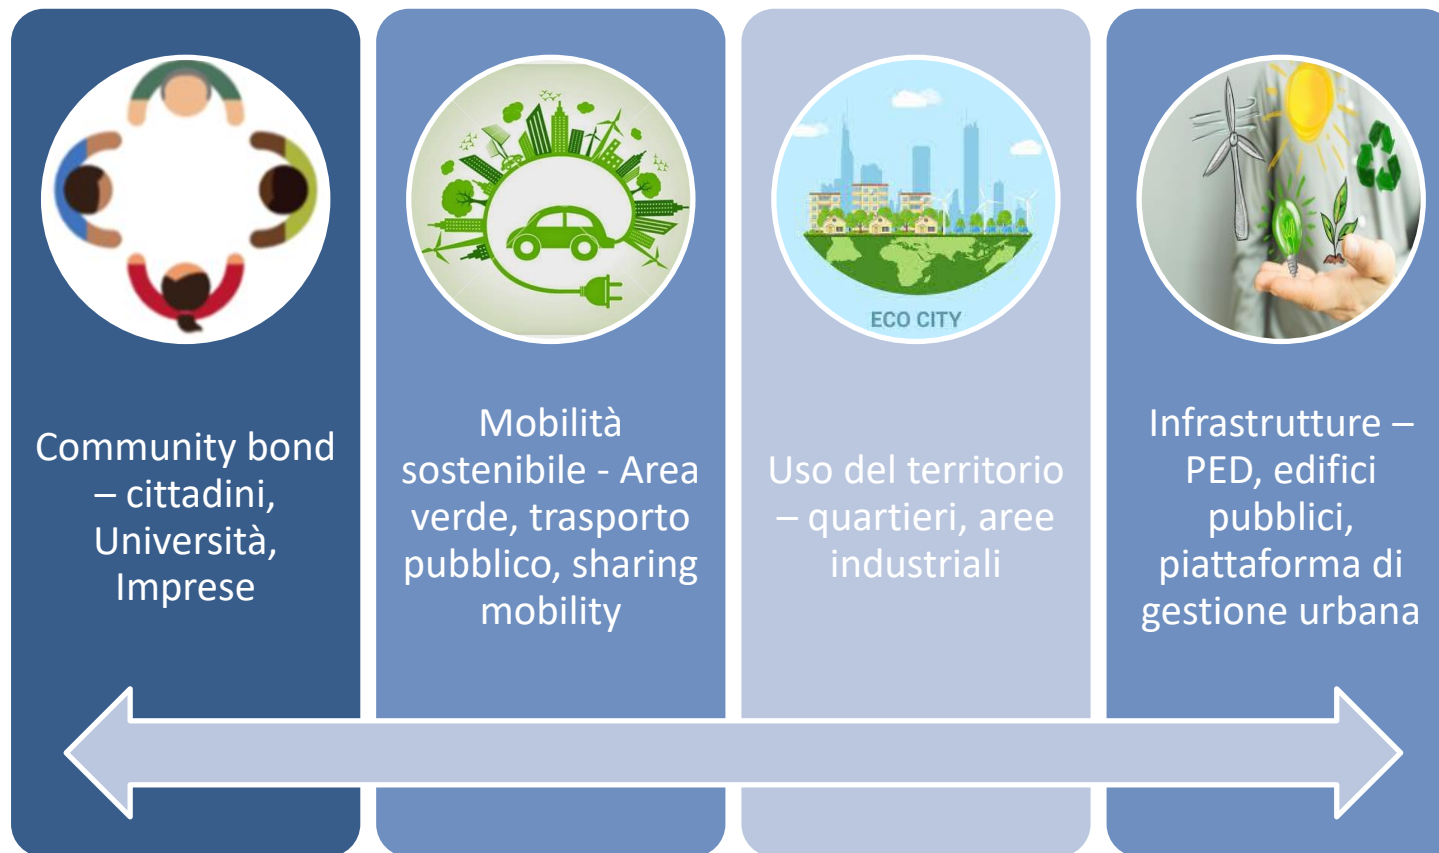 ECO CITY
Community bond
– cittadini,
Università,
Imprese
Mobilità
sostenibile - Area
verde, trasporto
pubblico, sharing
mobility
Uso del territorio
– quartieri, aree
industriali
Infrastrutture –
PED, edifici
pubblici,
piattaforma di
gestione urbana